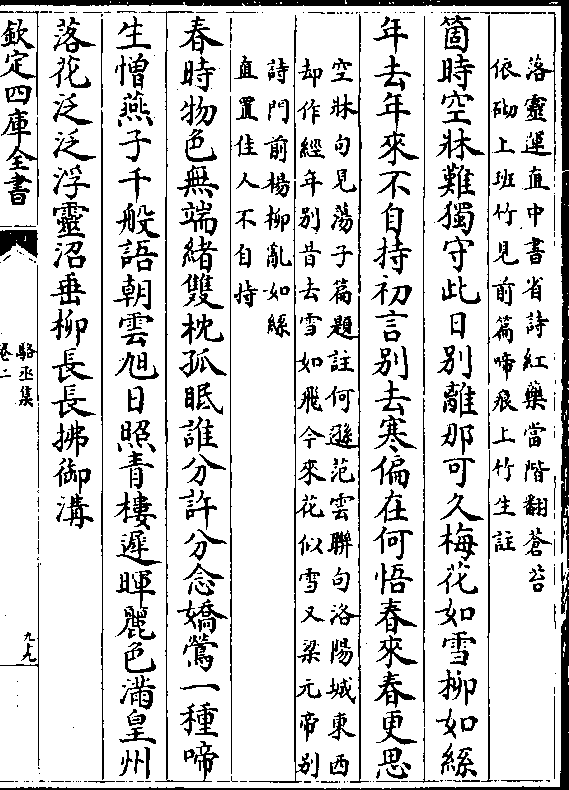 落靈運直中書省詩紅藥當階翻蒼苔
依砌上班竹見前篇啼痕上竹生註
箇時空牀難獨守此日別離那可久梅花如雪柳如絲
年去年來不自持初言別去寒偏在何悟春來春更思
空牀句見蕩子篇題註何遜范雲聯句洛陽城東西
却作經年別昔去雪如飛今來花似雪又梁元帝別
詩門前楊柳亂如絲
直置佳人不自持
春時物色無端緒雙枕孤眠誰分許分念嬌鶯一種啼
生憎燕子千般語朝雲旭日照青樓遲暉麗色滿皇州
落花泛泛浮靈沼垂柳長長拂御溝
欽定四庫全書
駱丞集
卷二
九十九